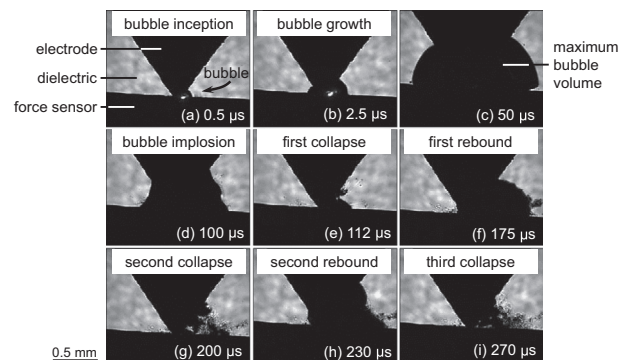 bubble inception
bubble growth
electrode
dielectric
force sensor
bubble
maximum
bubble
volume
(a) 0.5 µs
(b) 2.5 µs
(c) 50 µs
bubble implosion
first collapse
first rebound
(d) 100 µs
(e) 112 µs
(f) 175 µs
second collapse
second rebound
third collapse
0.5 mm
(g) 200 µs
(h) 230 µs
(i) 270 µs